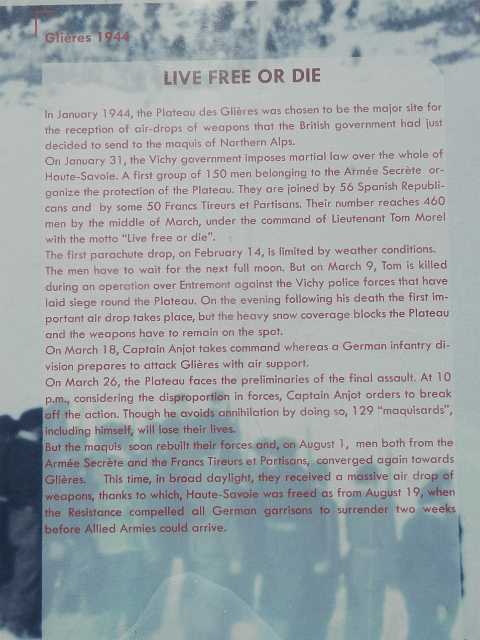 Glières 1944
LIVE FREE OR DIE
In January 1944, the Plateau des Glières was chosen to be the major site for
the reception of air-drops of weapons that the British government had just
decided to send to the maquis of Northern Alps.
On January 31, the Vichy government imposes martial law over the whole of
Haute-Savoie. A first group of 150 men belonging to the Armée Secrète or-
ganize the protection of the Plateau. They are joined by 56 Spanish Republi-
cans and by some 50 Francs Tireurs et Partisans. Their number reaches 460
men by the middle of March, under the command of Lieutenant Tom Morel
with the motto "Live free or die".
The first parachute drop, on February 14, is limited by weather conditions.
The men have to wait for the next full moon. But on March 9, Tom is killed
during an operation over Entremont against the Vichy police forces that have
laid siege round the Plateau. On the evening following his death the first im-
portant air drop takes place, but the heavy snow coverage blocks the Plateau
and the weapons have to remain on the spot.
On March 18, Captain Anjot takes command whereas a German infantry di-
vision prepares to attack Glières with air support.
On March 26, the Plateau faces the preliminaries of the final assault. At 10
p.m., considering the disproportion in forces, Captain Anjot orders to break
off the action. Though he avoids annihilation by doing so, 129 "maquisards",
including himself, will lose their lives.
But the maquis soon rebuilt their forces and, on August 1, men both from the
Armée Secrète and the Francs Tireurs et Partisans, converged again towards
Glières. This time, in broad daylight, they received a massive air drop of
weapons, thanks to which, Haute-Savoie was freed as from August 19, when
the Resistance compelled all German garrisons to surrender two weeks
before Allied Armies could arrive.